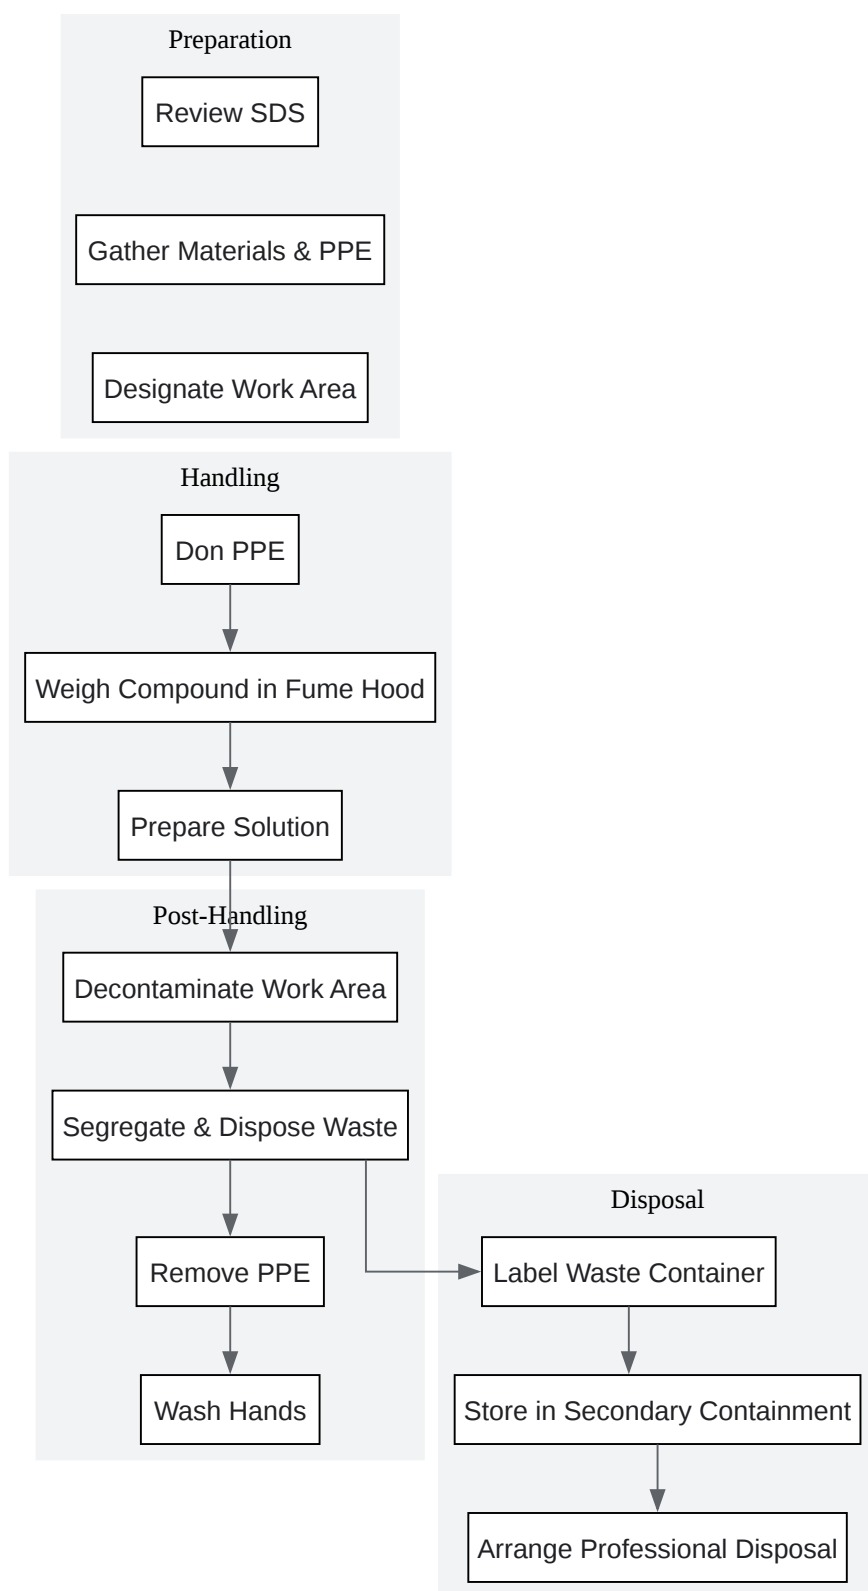 Preparation
Review SDS
Gather Materials & PPE
Designate Work Area
Handling
Don PPE
Weigh Compound in Fume Hood
Prepare Solution
Post-Handling
Decontaminate Work Area
Segregate & Dispose Waste
Remove PPE
Wash Hands
Disposal
Label Waste Container
Store in Secondary Containment
Arrange Professional Disposal